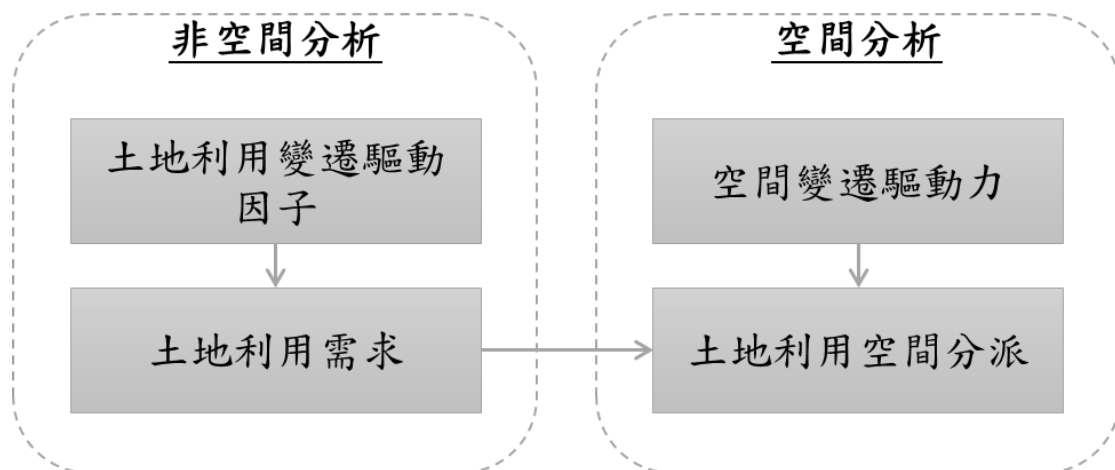 非空間分析
土地利用變遷驅動
因子
土地利用需求
空間分析
空間變遷驅動力
土地利用空間分派